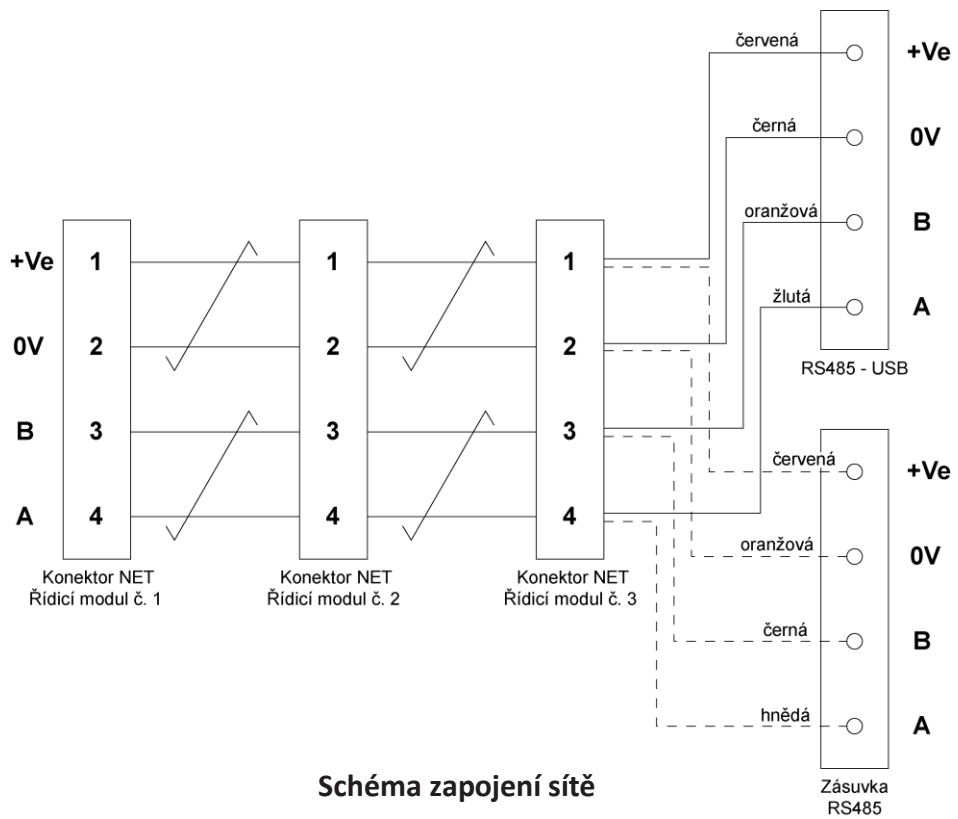 červená
+Ve
černá
0V
oranžová
B
žlutá
A
RS485 - USB
+Ve
1
1
1
0V
2
2
2
B
3
3
3
A
4
4
4
Konektor NET
Řídicí modul č. 1
Konektor NET
Řídicí modul č. 2
Konektor NET
Řídicí modul č. 3
červená
+Ve
oranžová
0V
černá
B
hnědá
A
Zásuvka
RS485
Schéma zapojení sítě